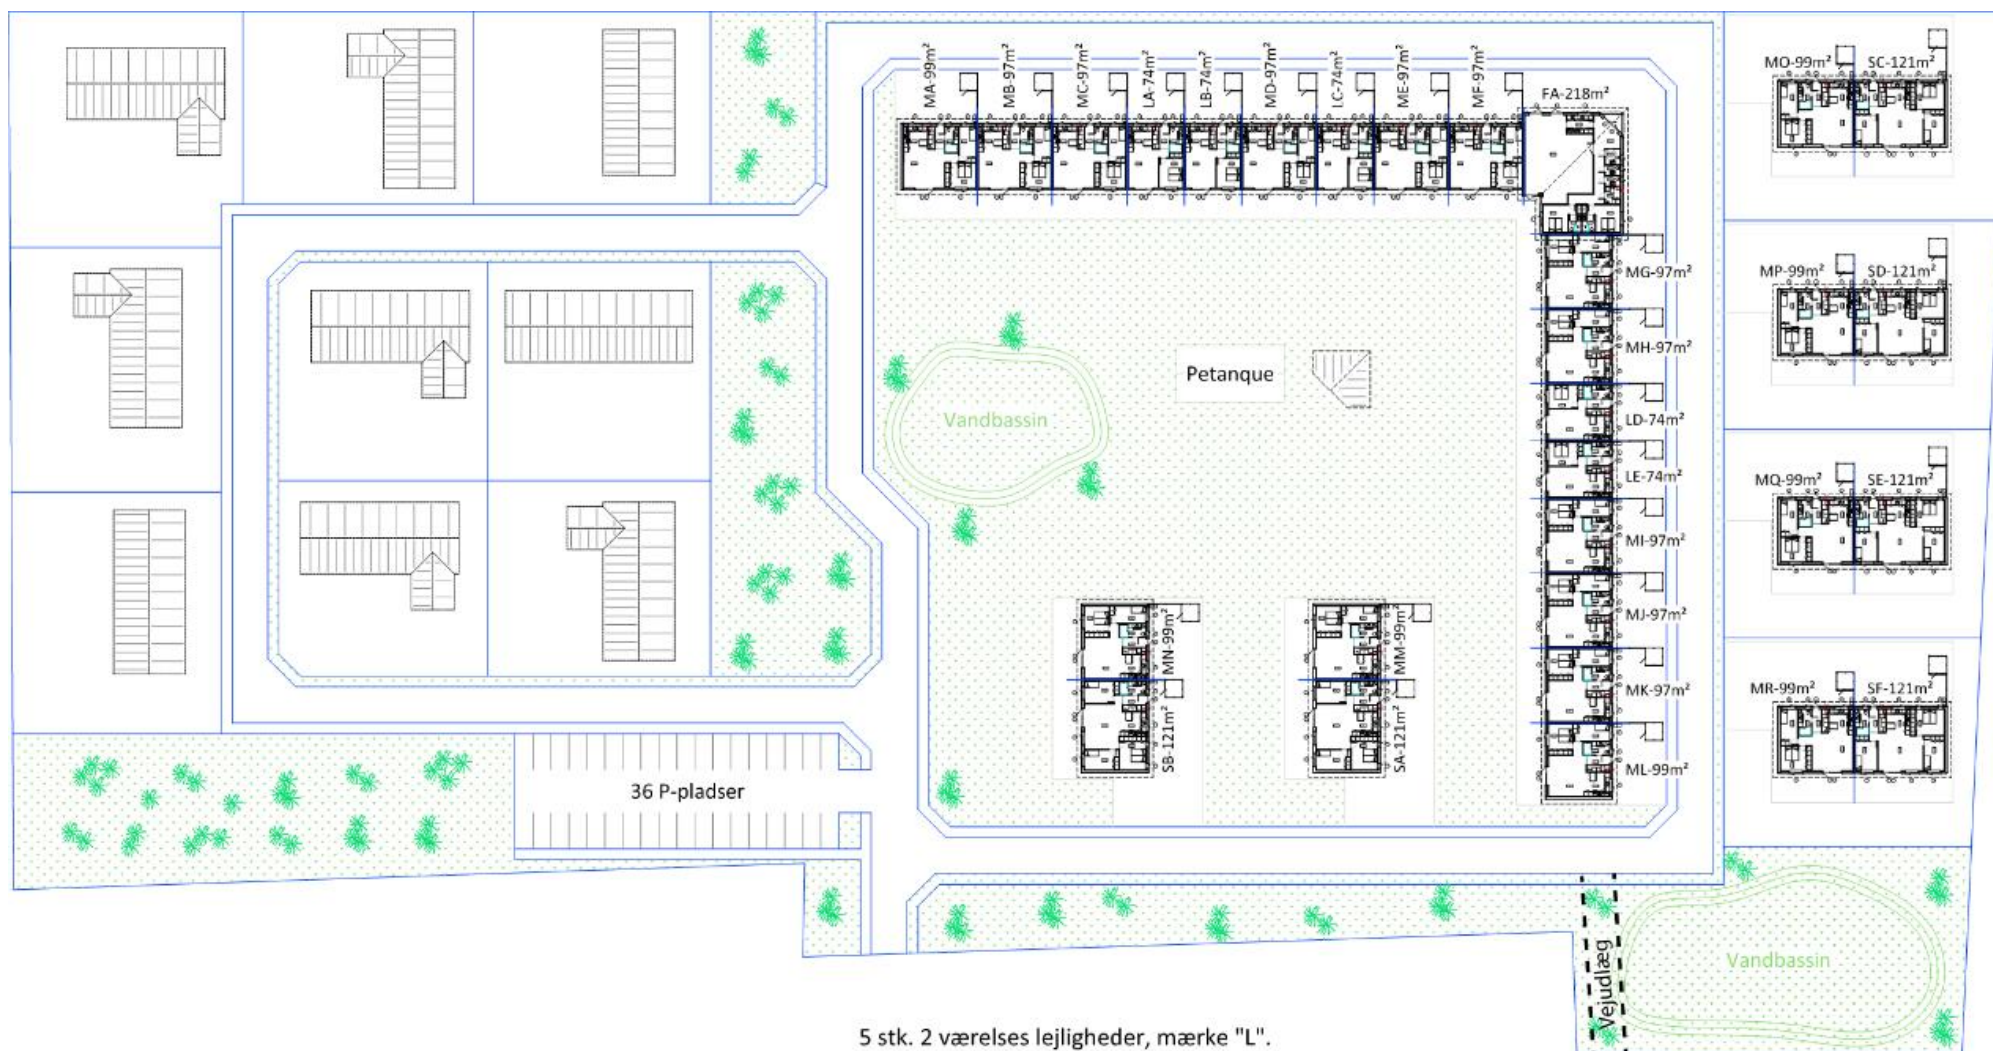 MA-99m²
MB-97m²
MC-97m²
LA-74m²
LB-74m²
MD-97m²
LC-74m²
ME-97m²
MF-97m²
FA-218m²
MO-99m²
SC-121m²
MG-97m²
MP-99m²
SD-121m²
MH-97m²
Petanque
Vandbassin
LD-74m²
LE-74m²
MQ-99m²
SE-121m²
MI-97m²
MJ-97m²
MN-99m²
MM-99m²
MK-97m²
MR-99m²
SF-121m²
SB-121m²
SA-121m²
ML-99m²
36 P-pladser
Vejudlæg
Vandbassin
5 stk. 2 værelses lejligheder, mærke "L".